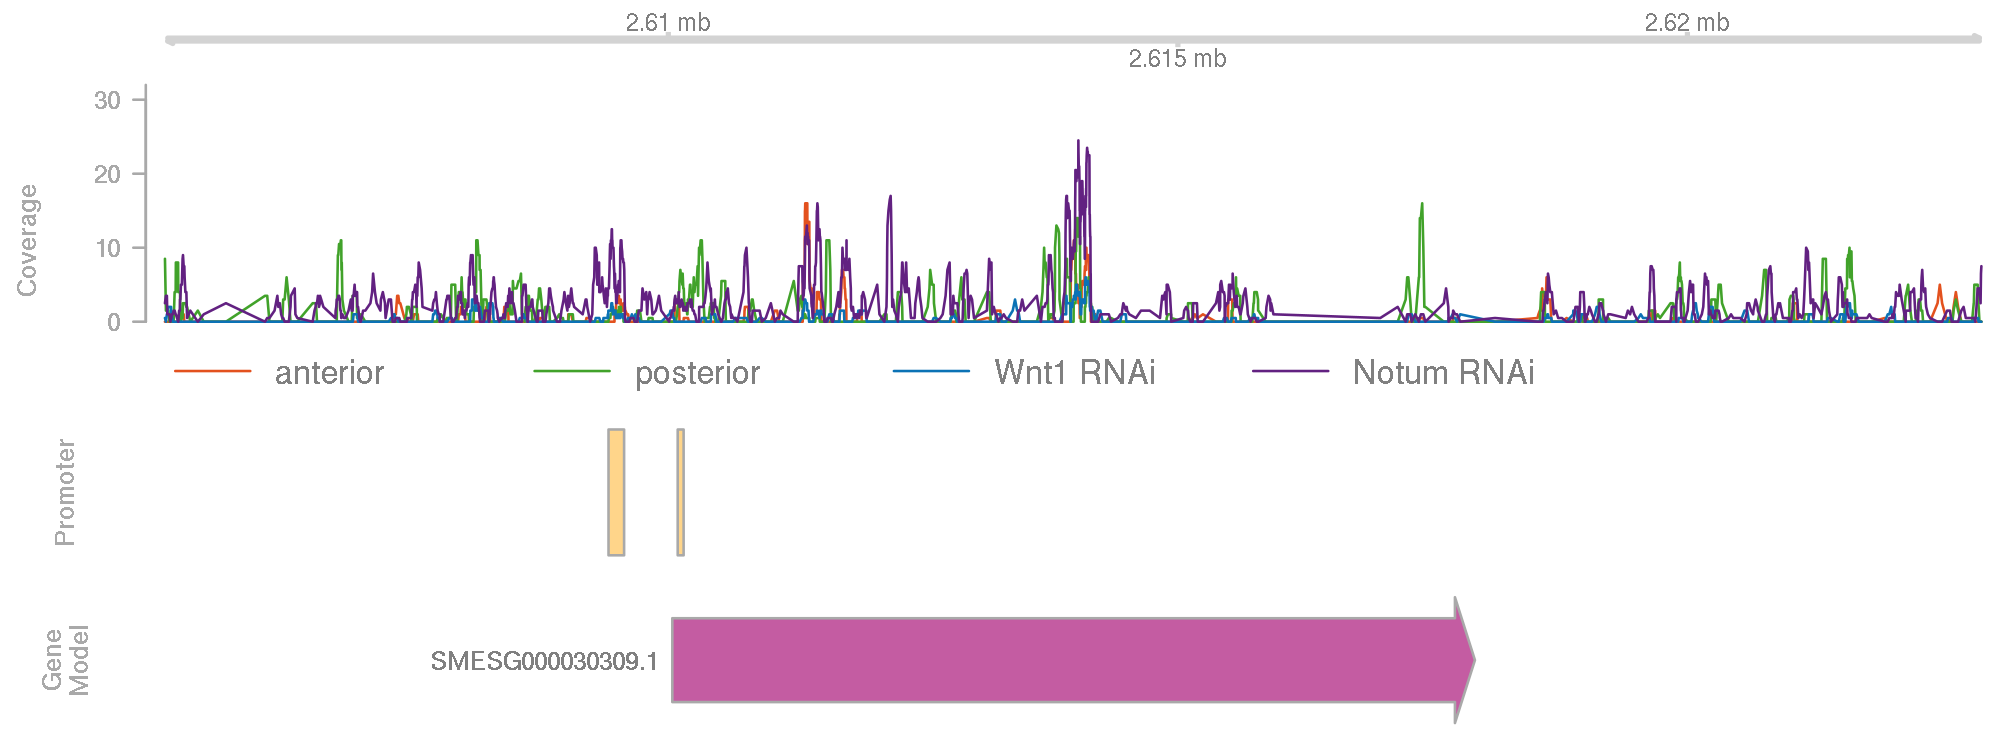 2.61 mb
2.62 mb
2.615 mb
30
20
10
0
Coverage
anterior
posterior
Wnt1 RNAi
Notum RNAi
Promoter
Gene
Model
SMESG000030309.1